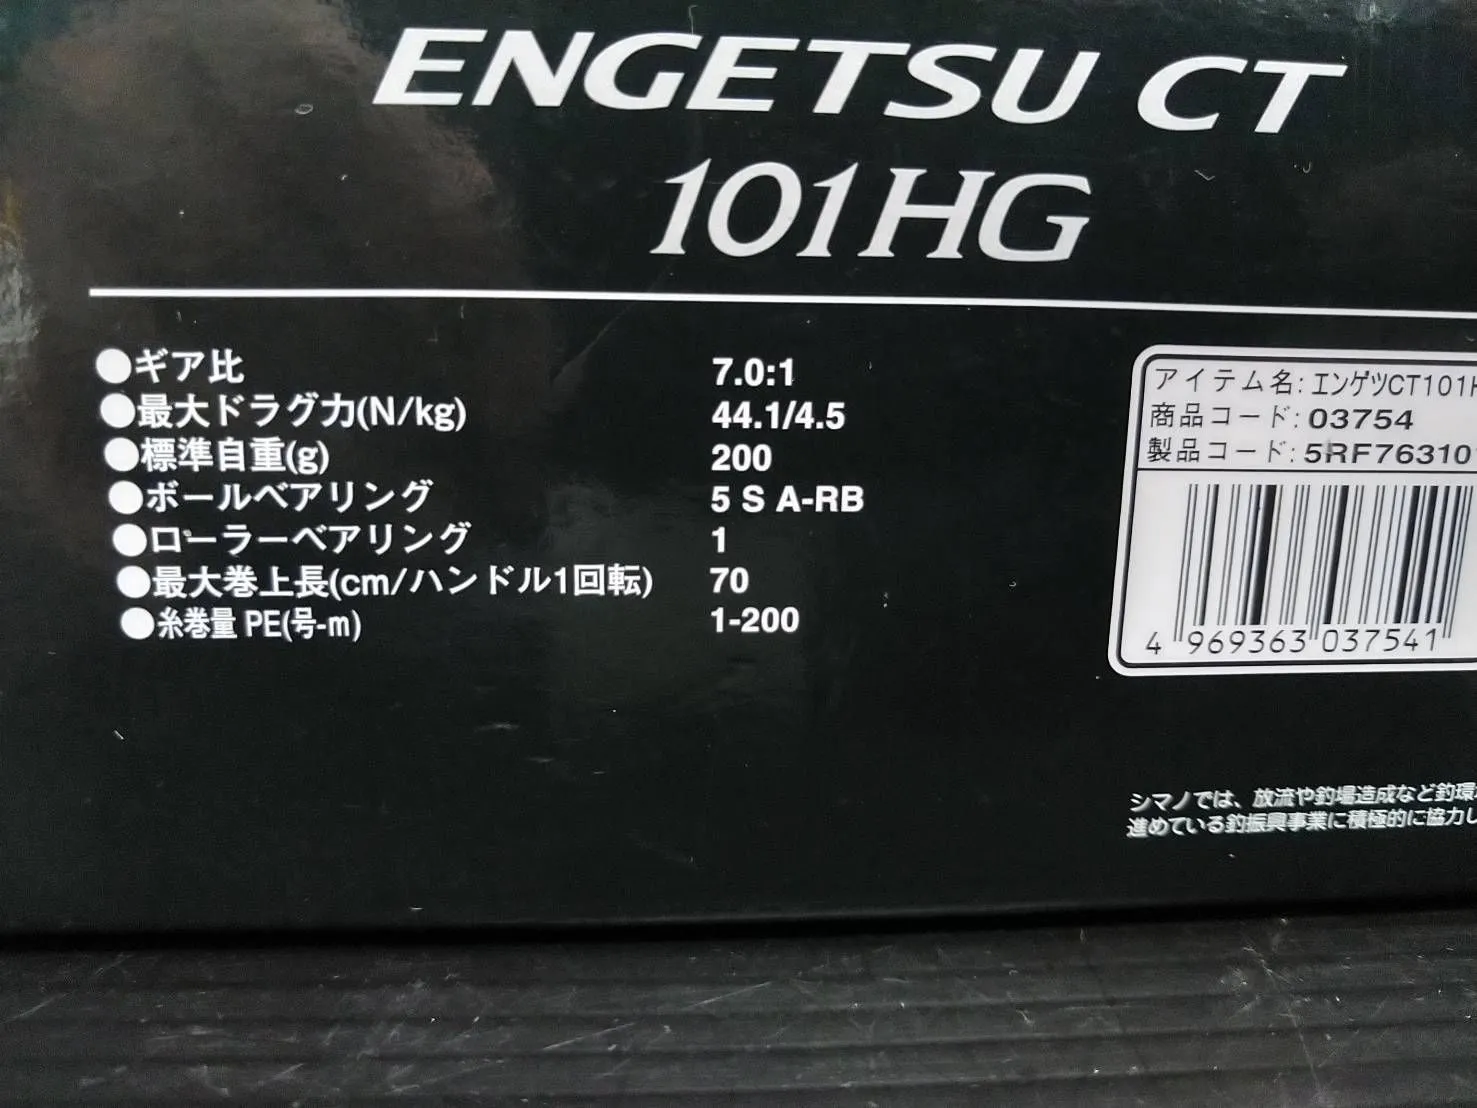 ENGETSU CT
101HG
●ギア比 7.0:1
●最大ドラグ力(N/kg) 44.1/4.5
●標準自重(g) 200
●ボールベアリング 5 S A-RB
●ローラーベアリング 1
●最大巻上長(cm/ハンドル1回転) 70
●糸巻量 PE(号-m) 1-200
アイテム名:エンゲツCT101H
商品コード:03754
製品コード:5RF763101
4 969363 037541
シマノでは、放流や釣場造成など釣環
進めている釣振興事業に積極的に協力し